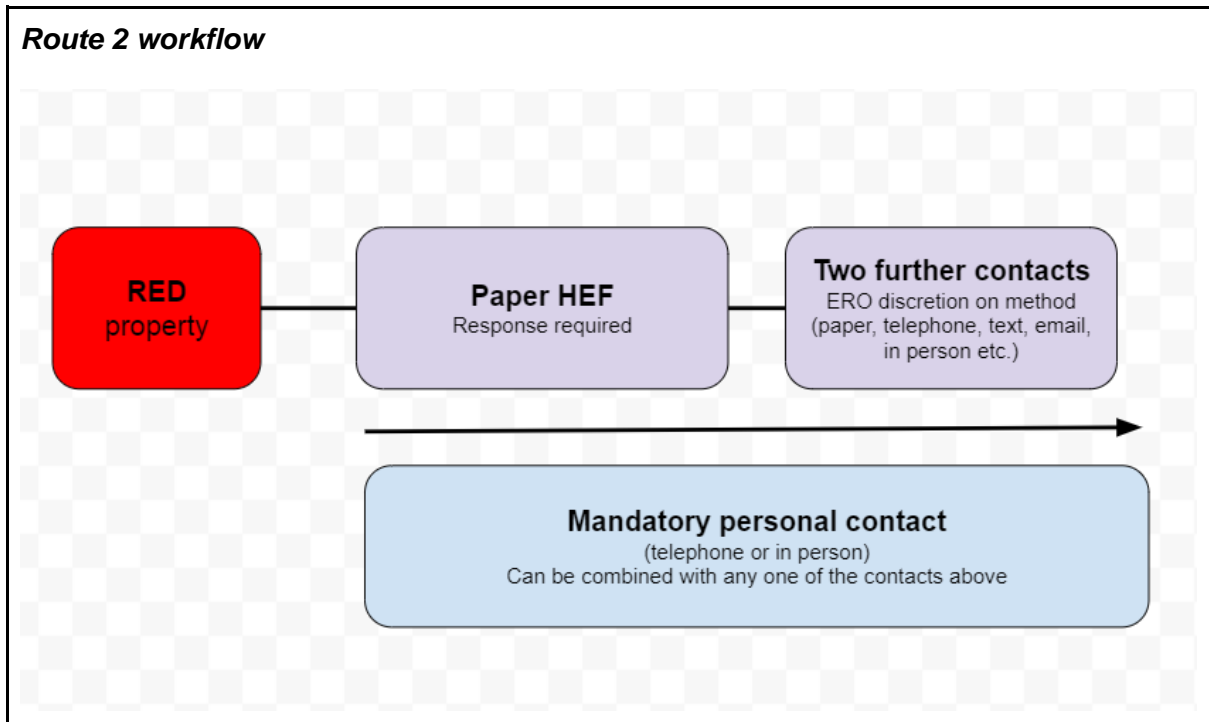 Route 2 workflow
RED
property
Paper HEF
Response required
Two further contacts
ERO discretion on method
(paper, telephone, text, email,
in person etc.)
Mandatory personal contact
(telephone or in person)
Can be combined with any one of the contacts above